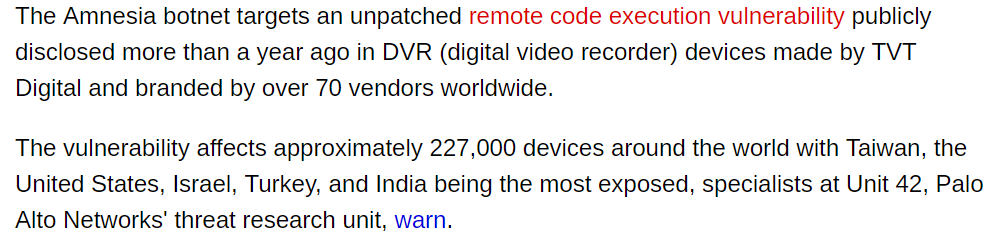 The Amnesia botnet targets an unpatched remote code execution vulnerability publicly
disclosed more than a year ago in DVR (digital video recorder) devices made by TVT
Digital and branded by over 70 vendors worldwide.
The vulnerability affects approximately 227,000 devices around the world with Taiwan, the
United States, Israel, Turkey, and India being the most exposed, specialists at Unit 42, Palo
Alto Networks' threat research unit, warn.